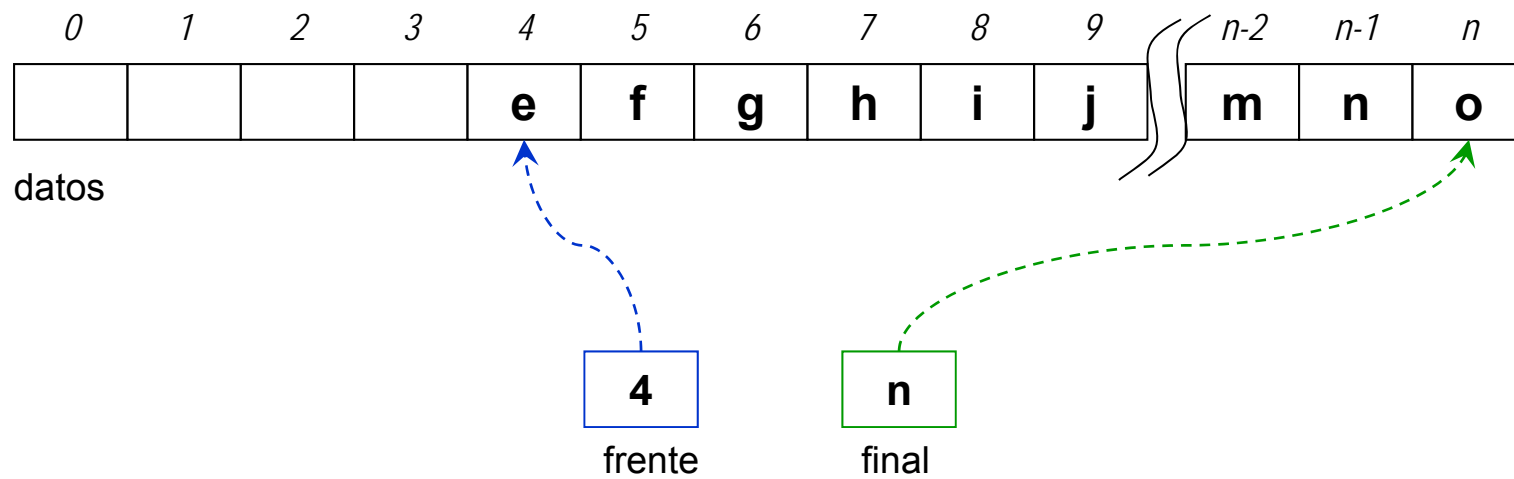 0 1 2 3 4 5 6 7 8 9 n-2 n-1 n
e f g h i j m n o
datos
4 n
frente final